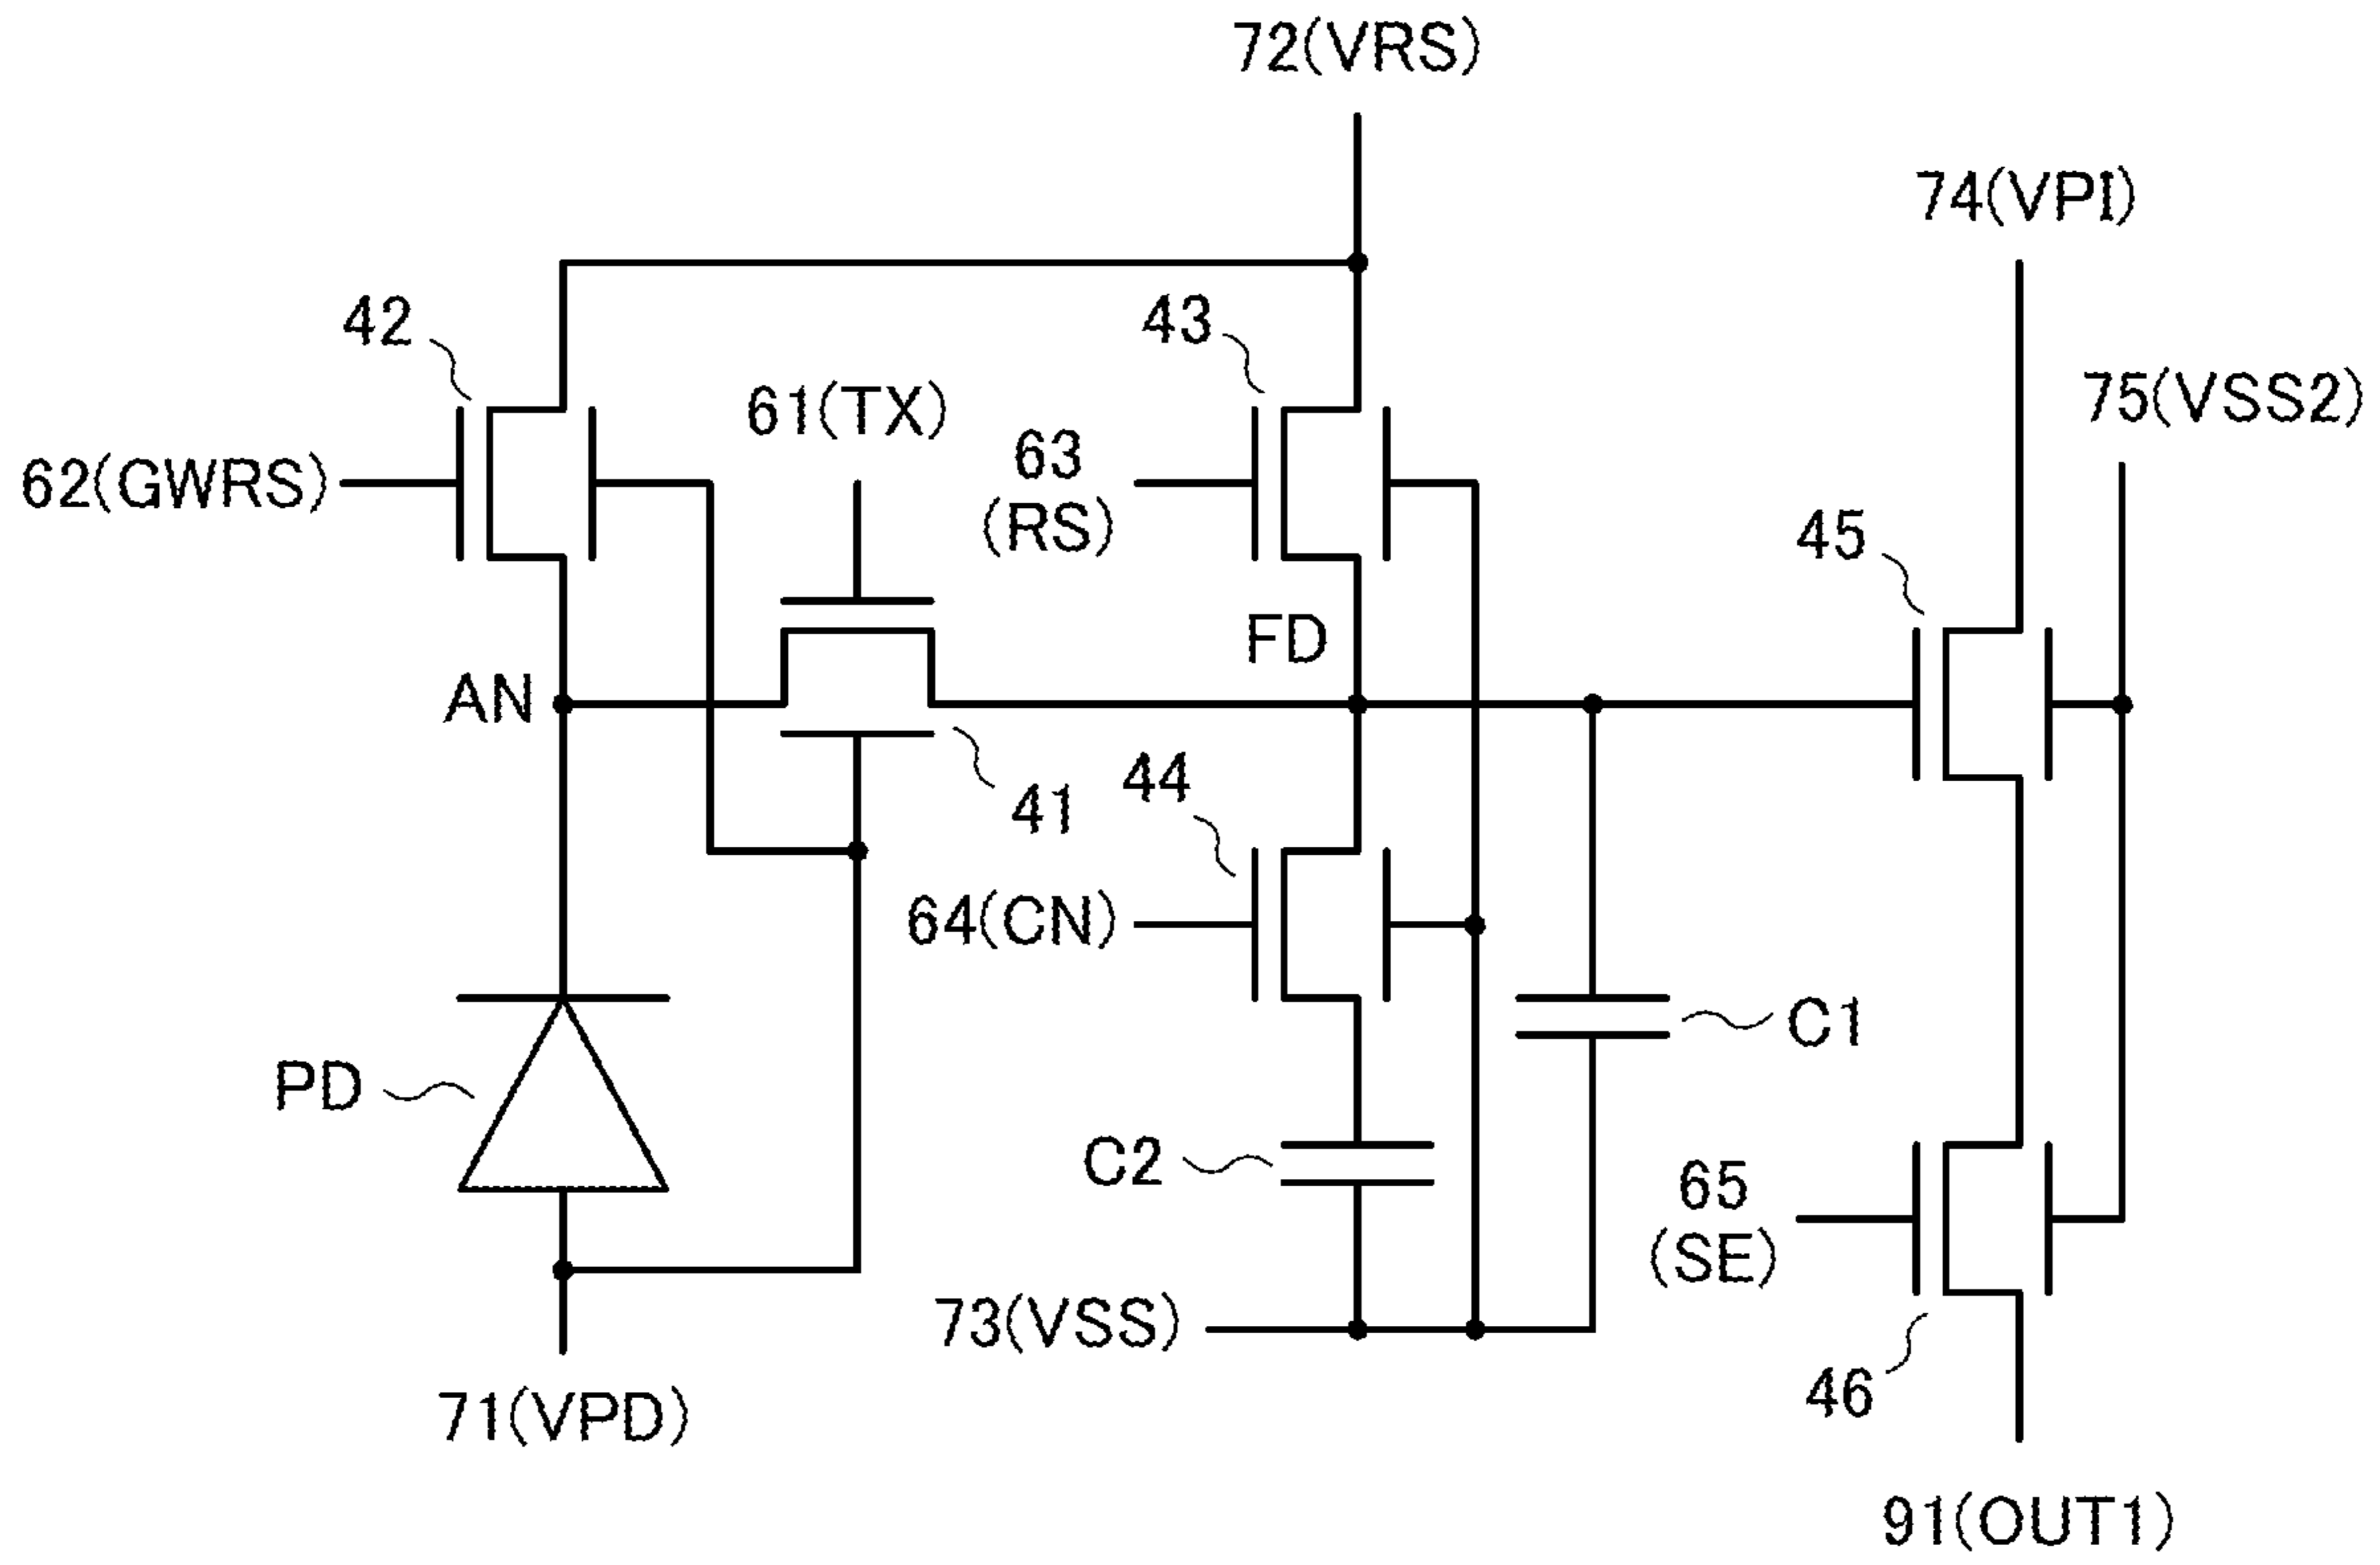 72(VRS)
74(VPI)
42
43
61(TX)
75(VSS2)
62(GWRS)
63
(RS)
45
FD
AN
44
41
64(CN)
C1
PD
C2
65
(SE)
73(VSS)
46
71(VPD)
91(OUT1)